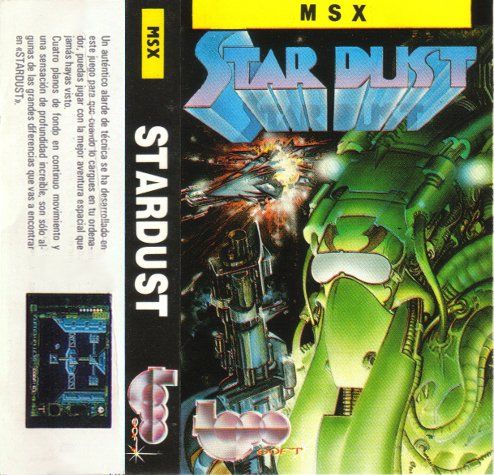 Un auténtico alarde de técnica se ha desarrollado en
este juego para que cuando lo cargues en tu ordena-
dor, puedas jugar con la mejor aventura espacial que
jamás hayas visto.
Cuatro planos de fondo en continuo movimiento y
una sensación de profundidad increíble, son sólo al-
gunas de las grandes diferencias que vas a encontrar
en «STARDUST».
MSX
STARDUST
topo
SOFT
MSX
STAR DUST
topo
SOFT